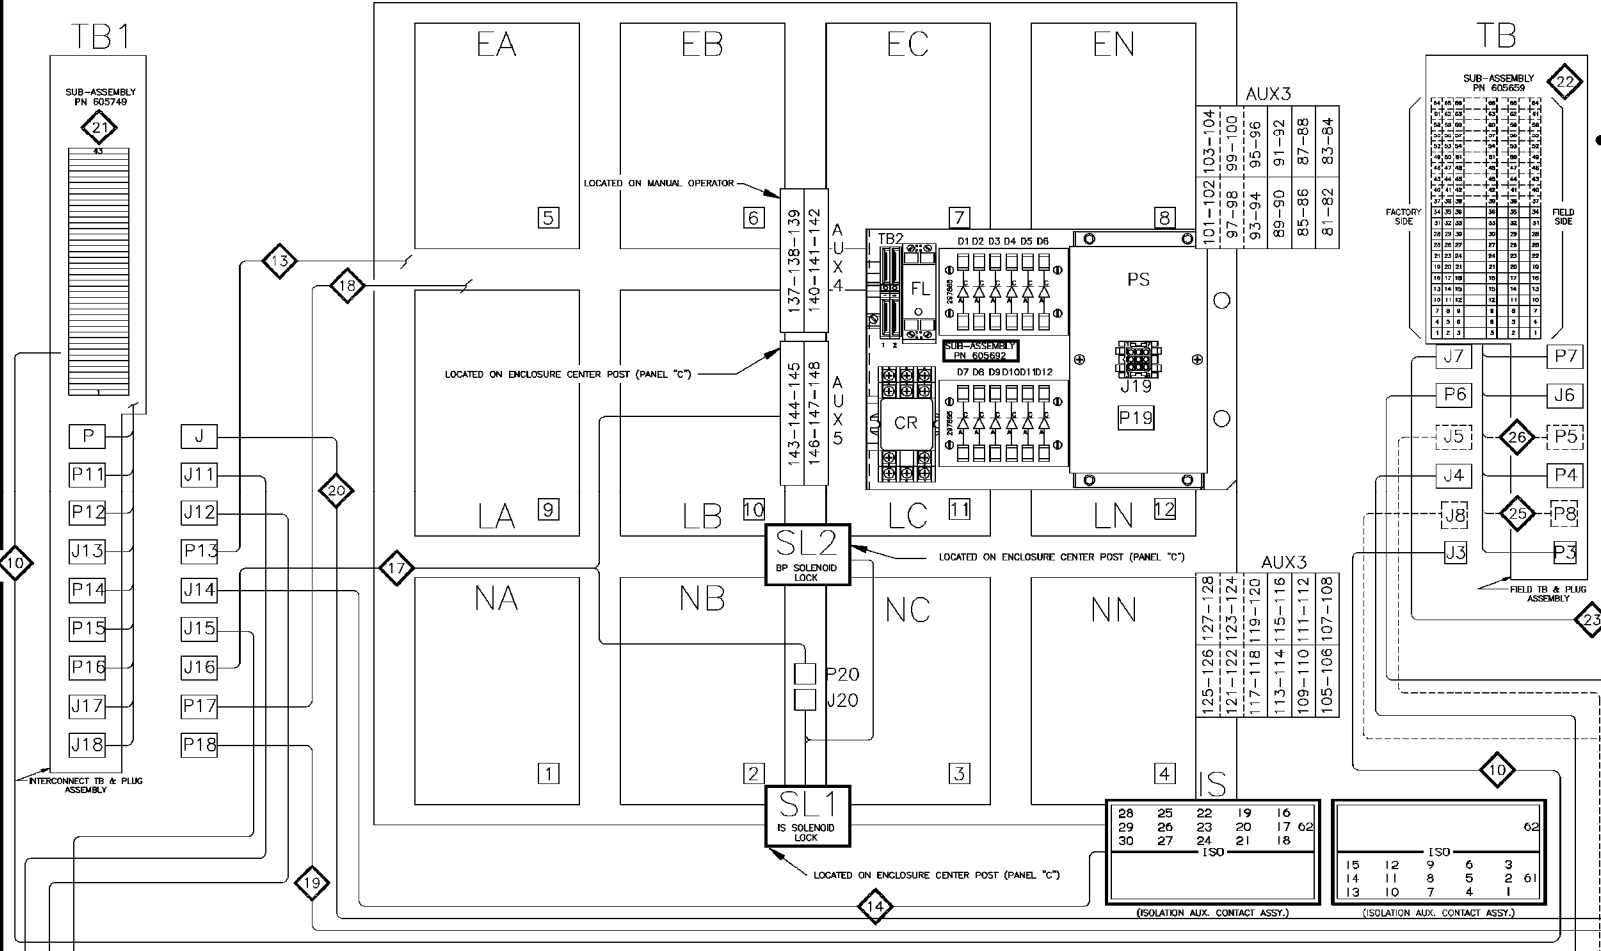 TB1
SUB-ASSEMBLY
PN 605749
21
43
1
P
P11
P12
J13
P14
P15
P16
J17
J18
INTERCONNECT TB & PLUG
ASSEMBLY
J
J11
J12
P13
J14
J15
J16
P17
P18
10
13
18
20
17
19
14
EA
EB
EC
EN
5
6
7
8
LOCATED ON MANUAL OPERATOR
137-138-139
140-141-142
AUX4
LOCATED ON ENCLOSURE CENTER POST (PANEL "C")
143-144-145
146-147-148
AUX5
LA
LB
LC
LN
9
10
11
12
TB2
1 2
FL
CR
D1 D2 D3 D4 D5 D6
297865
SUB-ASSEMBLY
PN 605692
D7 D8 D9 D10 D11 D12
297865
PS
J19
P19
SL2
BP SOLENOID
LOCK
LOCATED ON ENCLOSURE CENTER POST (PANEL "C")
NA
NB
NC
NN
P20
J20
1
2
3
4
SL1
IS SOLENOID
LOCK
LOCATED ON ENCLOSURE CENTER POST (PANEL "C")
AUX3
101-102 103-104
97-98 99-100
93-94 95-96
89-90 91-92
85-86 87-88
81-82 83-84
AUX3
125-126 127-128
121-122 123-124
117-118 119-120
113-114 115-116
109-110 111-112
105-106 107-108
IS
28 25 22 19 16
29 26 23 20 17 62
30 27 24 21 18
ISO
(ISOLATION AUX. CONTACT ASSY.)
62
ISO
15 12 9 6 3
14 11 8 5 2 61
13 10 7 4 1
(ISOLATION AUX. CONTACT ASSY.)
TB
SUB-ASSEMBLY
PN 605659
22
FACTORY
SIDE
FIELD
SIDE
J7
P7
P6
J6
J5
26
P5
J4
P4
J8
25
P8
J3
P3
FIELD TB & PLUG
ASSEMBLY
23
10